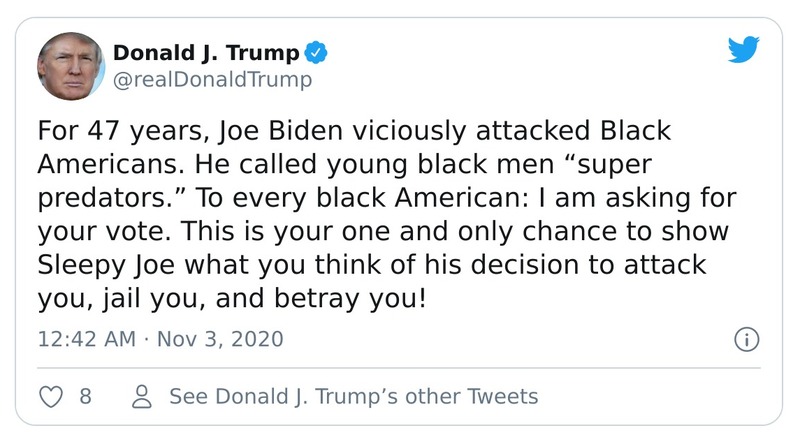 Donald J. Trump
@realDonaldTrump
For 47 years, Joe Biden viciously attacked Black
Americans. He called young black men “super
predators.” To every black American: I am asking for
your vote. This is your one and only chance to show
Sleepy Joe what you think of his decision to attack
you, jail you, and betray you!
12:42 AM · Nov 3, 2020
8 See Donald J. Trump’s other Tweets